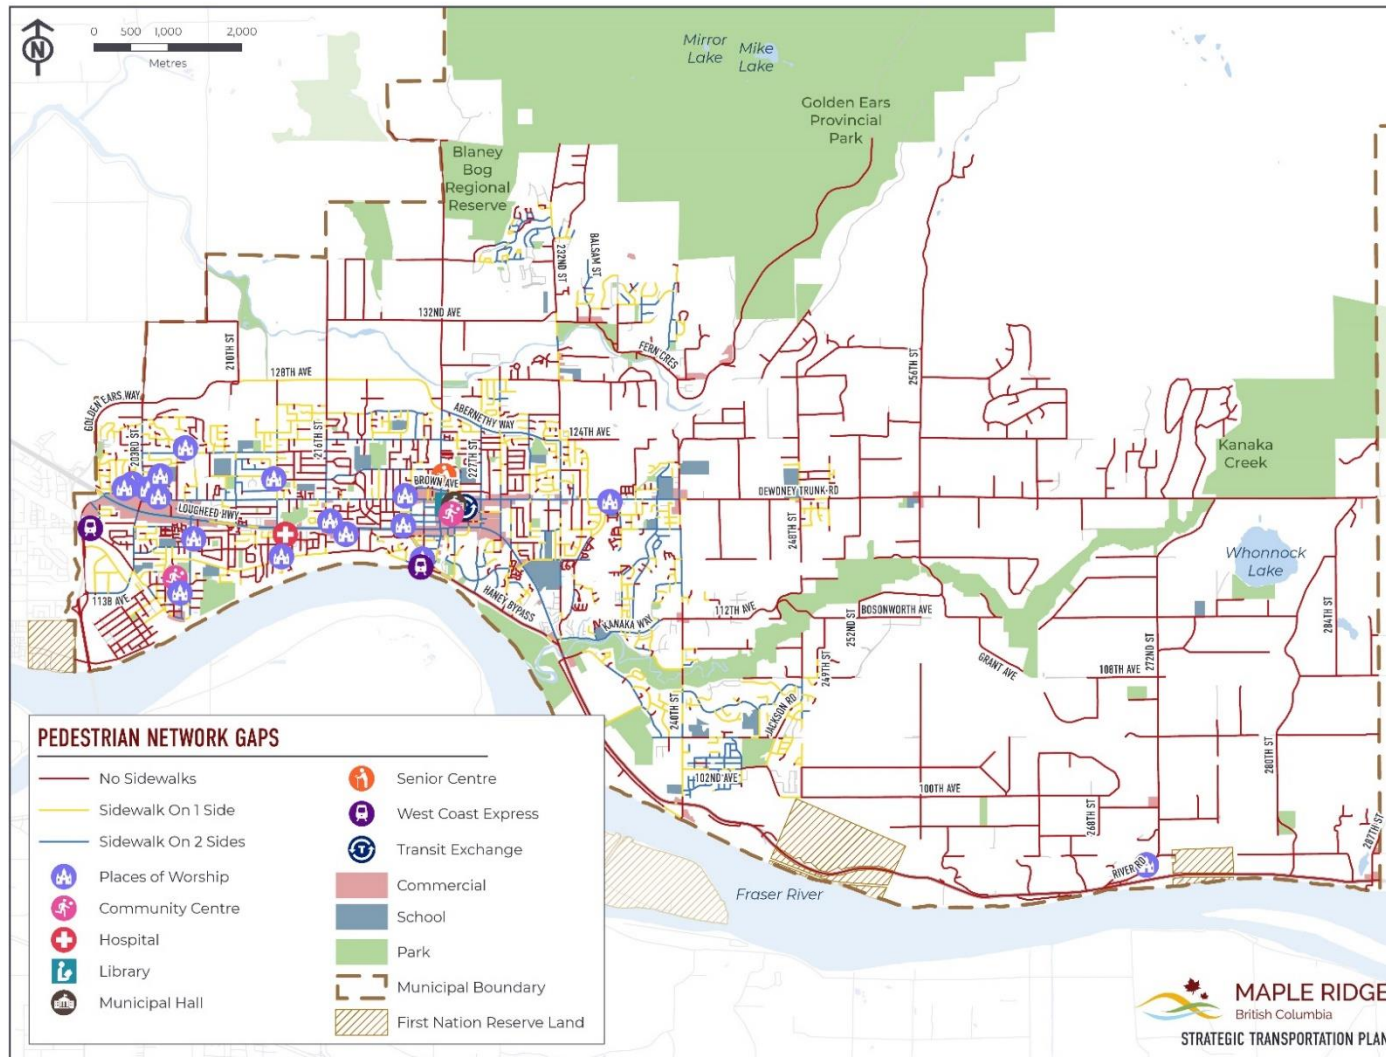 N
0 500 1,000 2,000
Metres
Mirror
Lake
Mike
Lake
Golden Ears
Provincial
Park
Blaney
Bog
Regional
Reserve
232ND ST
BALSAM ST
132ND AVE
210TH ST
FERN CRES
256TH ST
128TH AVE
GOLDEN EARS WAY
ABERNETHY WAY
203RD ST
216TH ST
227TH ST
124TH AVE
Kanaka
Creek
BROWN AVE
DEWDNEY TRUNK RD
LOUGHEED HWY
248TH ST
Whonnock
Lake
113B AVE
HANEY BYPASS
KANAKA WAY
112TH AVE
BOSONWORTH AVE
252ND ST
284TH ST
272ND ST
GRANT AVE
108TH AVE
249TH ST
240TH ST
JACKSON RD
280TH ST
102ND AVE
100TH AVE
268TH ST
287TH ST
RIVER RD
Fraser River
PEDESTRIAN NETWORK GAPS
No Sidewalks
Sidewalk On 1 Side
Sidewalk On 2 Sides
Places of Worship
Community Centre
Hospital
Library
Municipal Hall
Senior Centre
West Coast Express
Transit Exchange
Commercial
School
Park
Municipal Boundary
First Nation Reserve Land
MAPLE RIDGE
British Columbia
STRATEGIC TRANSPORTATION PLAN